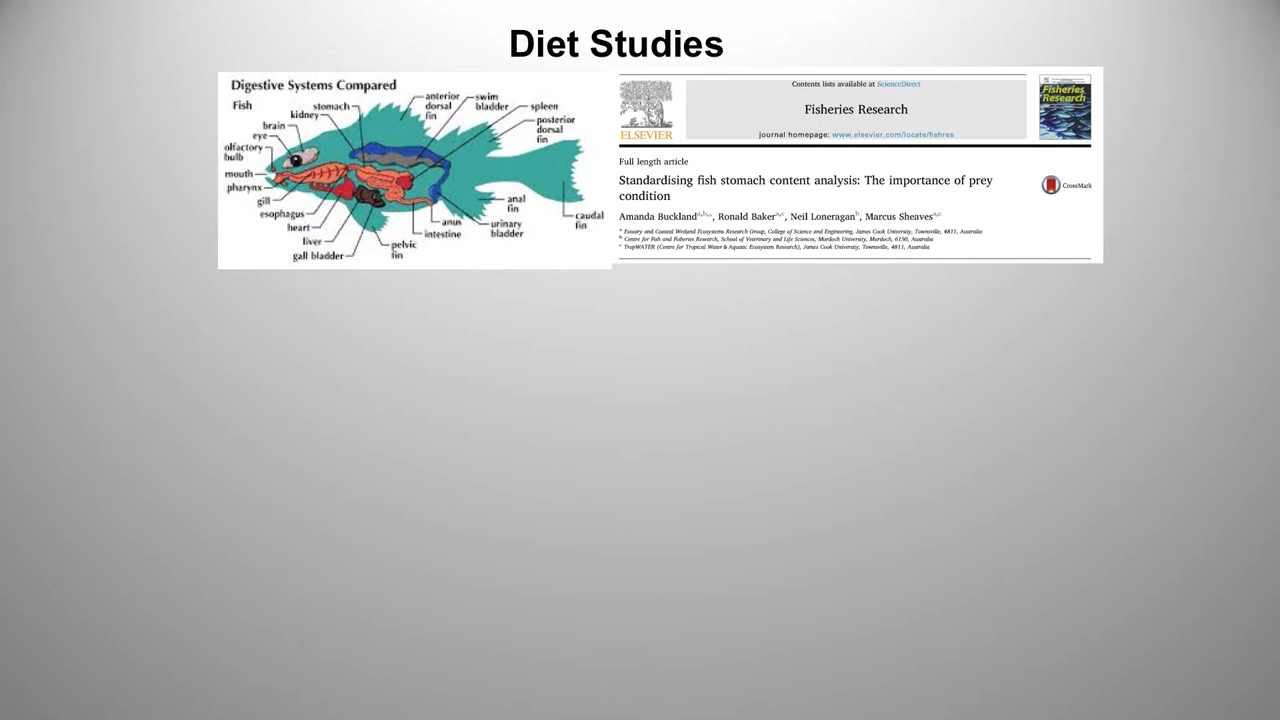 Diet Studies
Digestive Systems Compared
Fish
stomach
kidney
brain
eye
olfactory
bulb
mouth
pharynx
gill
esophagus
heart
liver
gall bladder
anterior
dorsal
fin
swim
bladder
spleen
posterior
dorsal
fin
anal
fin
caudal
fin
urinary
bladder
anus
intestine
pelvic
fin
Contents lists available at ScienceDirect
Fisheries Research
journal homepage: www.elsevier.com/locate/fishres
ELSEVIER
Fisheries
Research
Full length article
Standardising fish stomach content analysis: The importance of prey
condition
CrossMark
Amanda Buckland a,b,*, Ronald Baker a,c, Neil Loneragan b, Marcus Sheaves a,c
a Estuary and Coastal Wetland Ecosystems Research Group, College of Science and Engineering, James Cook University, Townsville, 4811, Australia
b Centre for Fish and Fisheries Research, School of Veterinary and Life Sciences, Murdoch University, Murdoch, 6150, Australia
c TropWATER (Centre for Tropical Water & Aquatic Ecosystem Research), James Cook University, Townsville, 4811, Australia